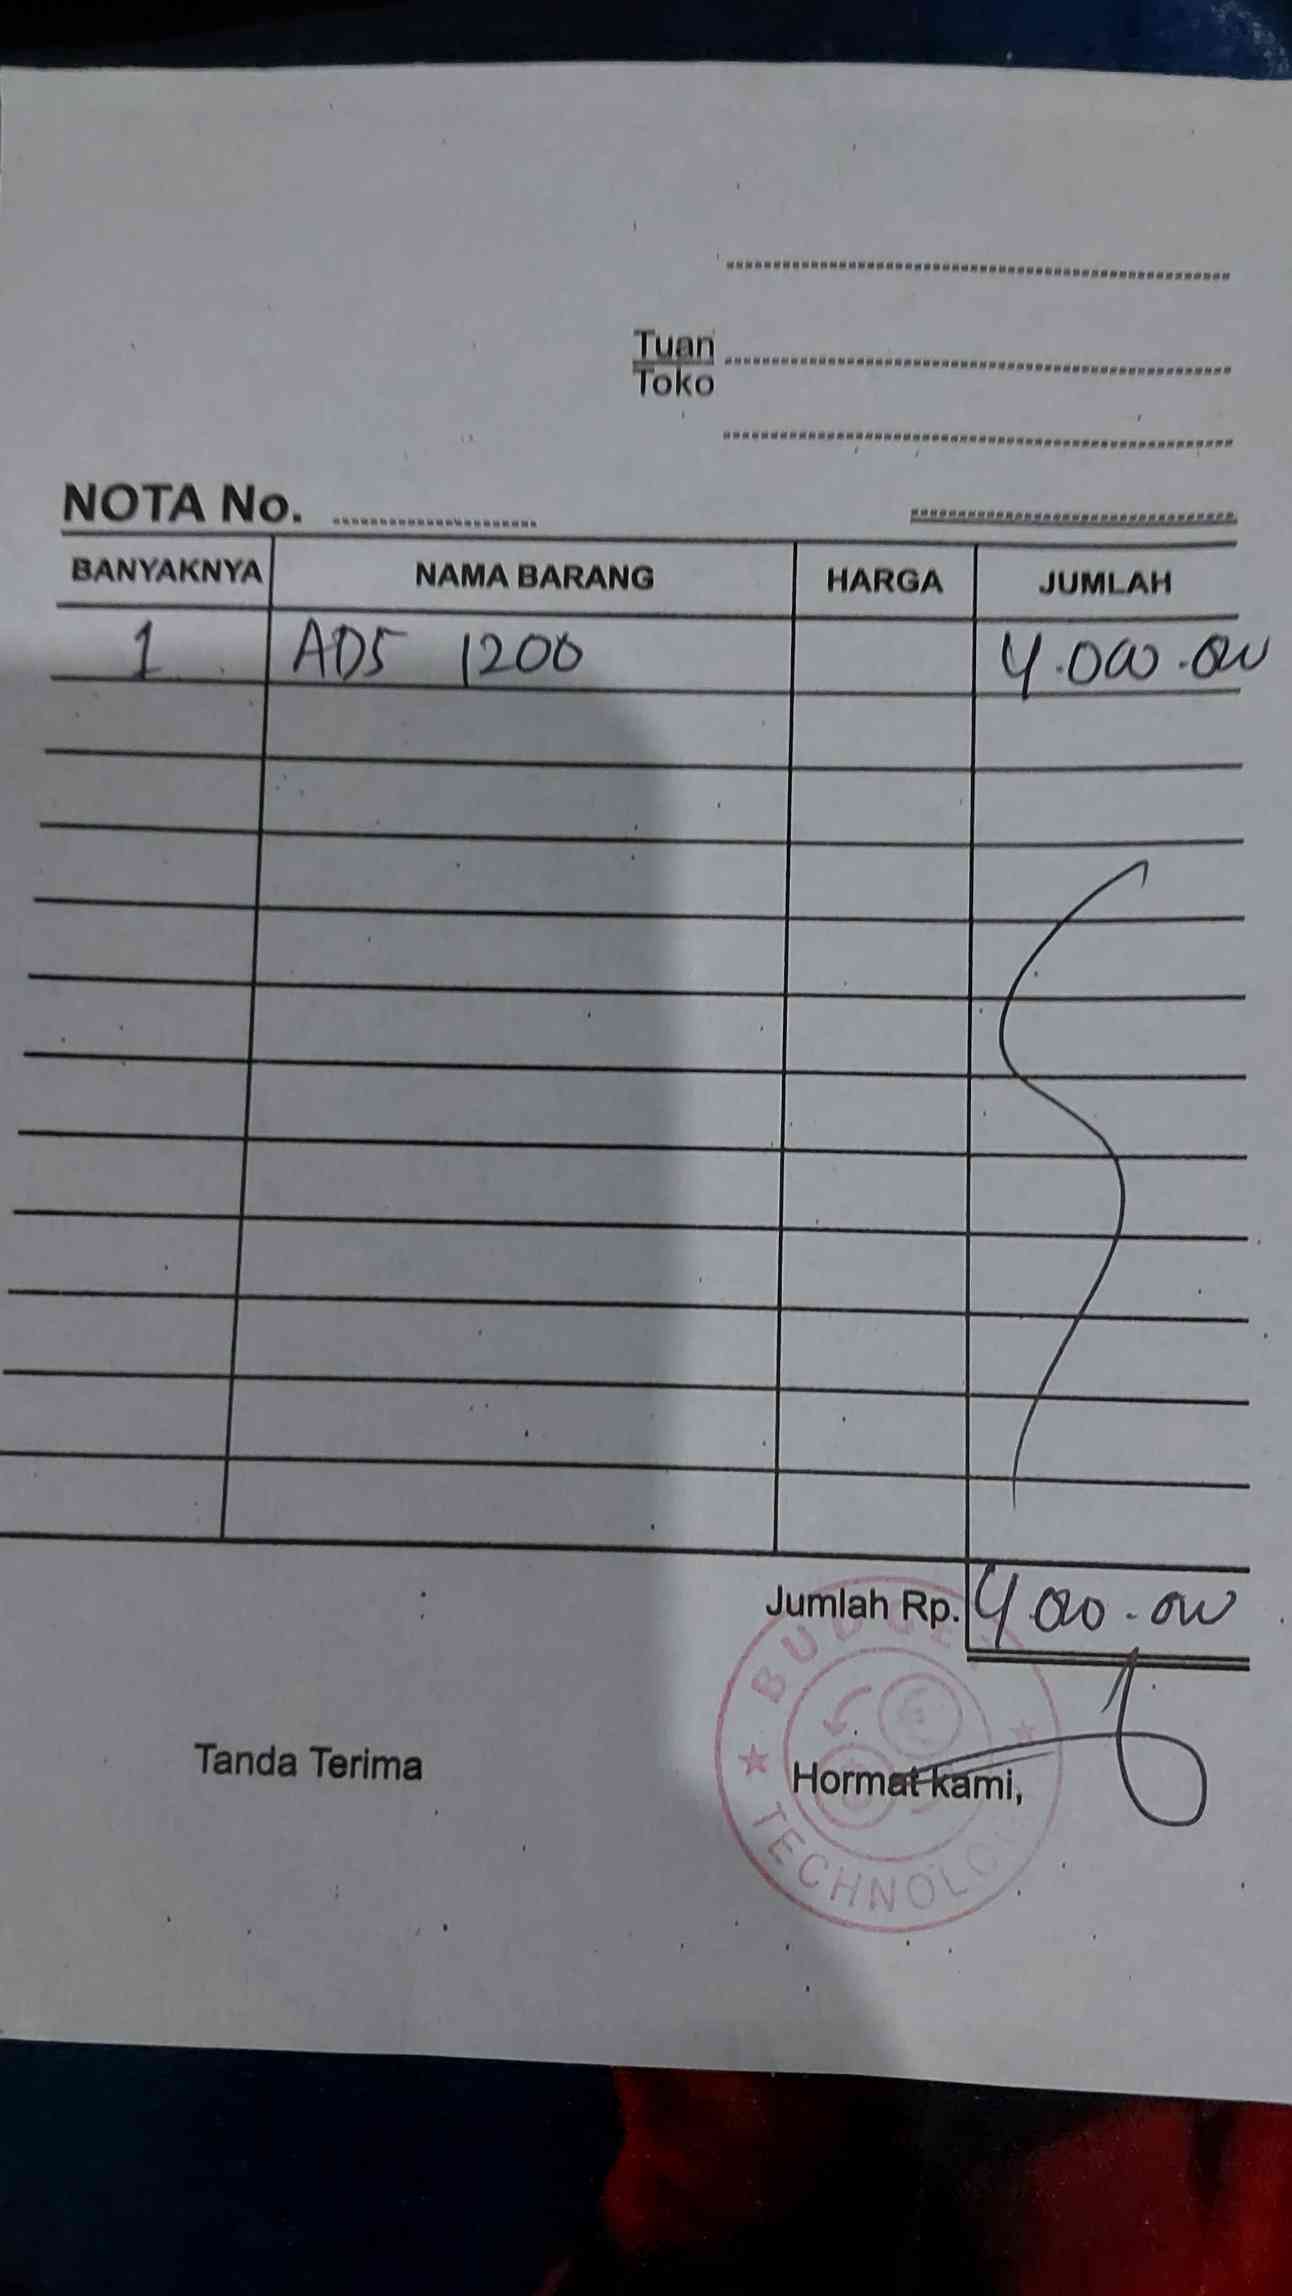 Tuan
Toko
NOTA No.
BANYAKNYA NAMA BARANG HARGA JUMLAH
1 ADS 1200 4.000.000
Jumlah Rp. 4.000.000
Tanda Terima
Hormat kami,
TECHNOLO